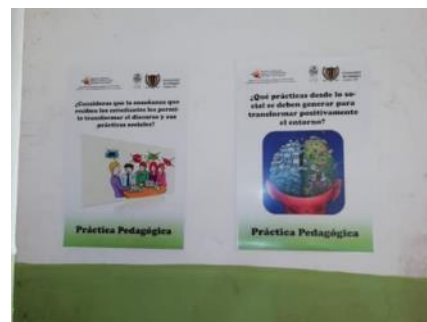 ¿Consideras que la enseñanza que
reciben los estudiantes les permi-
te transformar el discurso y sus
prácticas sociales?
Práctica Pedagógica
¿Qué prácticas desde lo so-
cial se deben generar para
transformar positivamente
el entorno?
Práctica Pedagógica